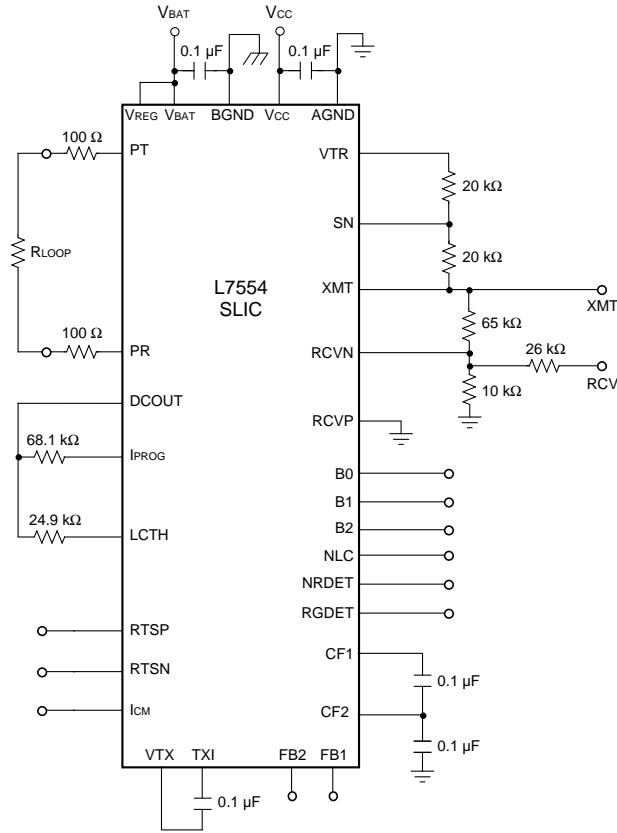 VBAT
VCC
0.1 µF
0.1 µF
VREG VBAT BGND VCC AGND
100 Ω
PT
VTR
20 kΩ
SN
RLOOP
20 kΩ
L7554
SLIC
XMT
XMT
65 kΩ
100 Ω
PR
RCVN
26 kΩ
RCV
10 kΩ
DCOUT
RCVP
68.1 kΩ
IPROG
B0
B1
24.9 kΩ
LCTH
B2
NLC
NRDET
RGDET
RTSP
CF1
RTSN
0.1 µF
ICM
CF2
0.1 µF
VTX TXI FB2 FB1
0.1 µF